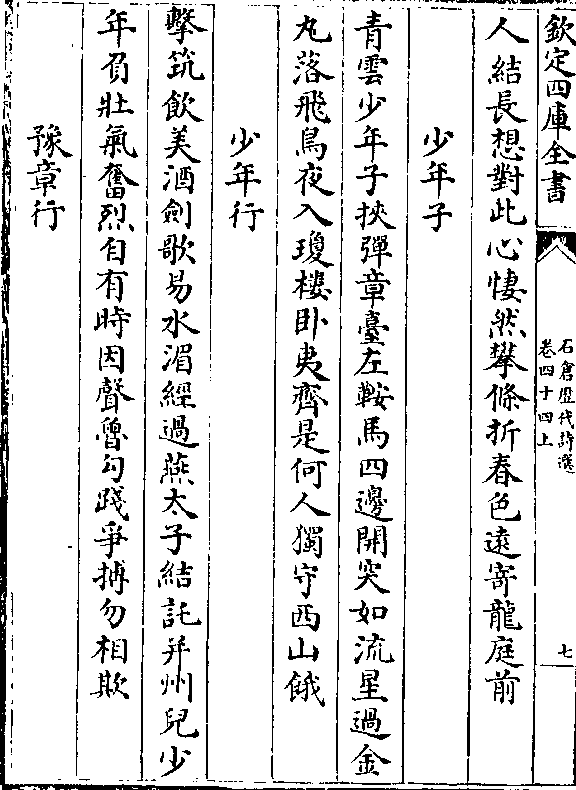 欽定四庫全書
石倉歷代詩選
卷四十四上
七
人結長想對此心悽然攀條折春色遠寄龍庭前
少年子
青雲少年子挾彈章臺左鞍馬四邊開突如流星過金
丸落飛鳥夜入瓊樓卧夷齊是何人獨守西山餓
少年行
擊筑飲美酒劍歌易水湄經過燕太子結託并州兒少
年負壯氣奮烈自有時因聲魯勾踐爭搏勿相欺
豫章行